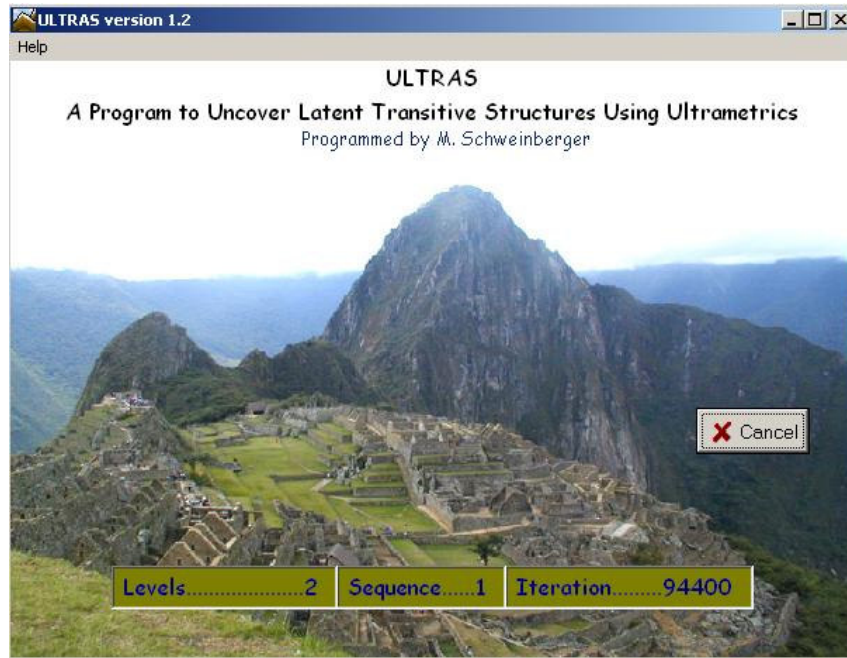 ULTRAS version 1.2
Help
ULTRAS
A Program to Uncover Latent Transitive Structures Using Ultrametrics
Programmed by M. Schweinberger
Cancel
Levels....................2 Sequence......1 Iteration.........94400